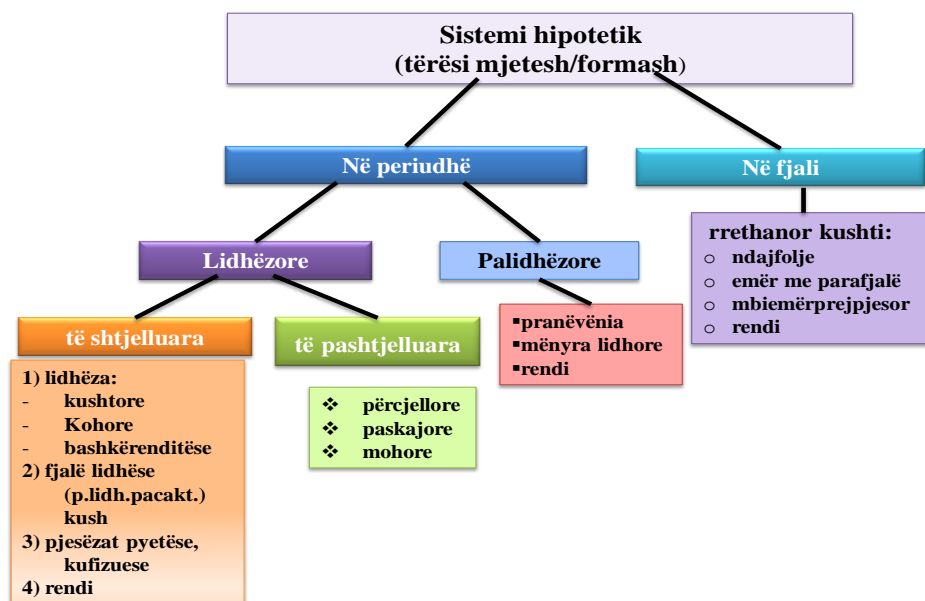 Sistemi hipotetik
(tërësi mjetesh/formash)
Në periudhë
Në fjali
Lidhëzore
Palidhëzore
rrethanor kushti:
o ndajfolje
o emër me parafjalë
o mbiemërprejpjesor
o rendi
të shtjelluara
të pashtjelluara
▪pranëvënia
▪mënyra lidhore
▪rendi
1) lidhëza:
- kushtore
- Kohore
- bashkërenditëse
2) fjalë lidhëse
(p.lidh.pacakt.)
kush
3) pjesëzat pyetëse,
kufizuese
4) rendi
❖ përcjellore
❖ paskajore
❖ mohore